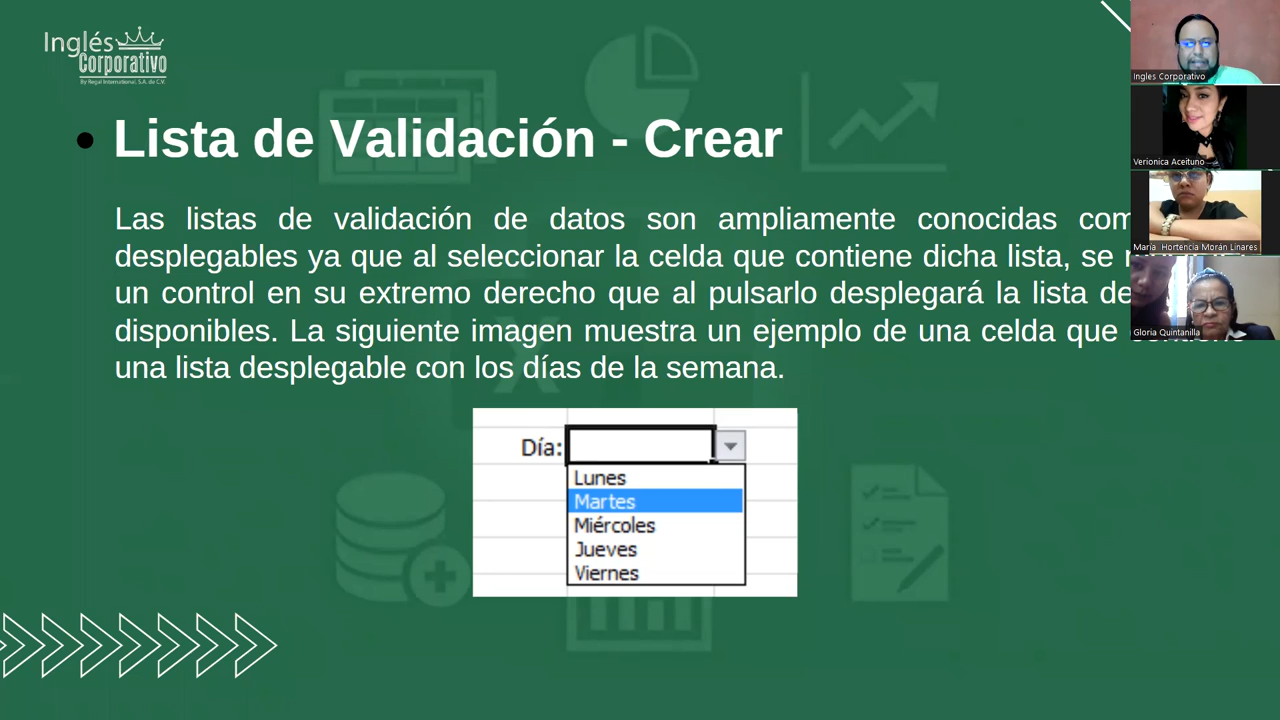 Inglés
Corporativo
By Regal International, S.A. de C.V.
Lista de Validación - Crear
Las listas de validación de datos son ampliamente conocidas com
desplegables ya que al seleccionar la celda que contiene dicha lista, se
un control en su extremo derecho que al pulsarlo desplegará la lista de
disponibles. La siguiente imagen muestra un ejemplo de una celda que
una lista desplegable con los días de la semana.
Día:
Lunes
Martes
Miércoles
Jueves
Viernes
Ingles Corporativo
Verionica Aceituno
María Hortencia Morán Linares
Gloria Quintanilla